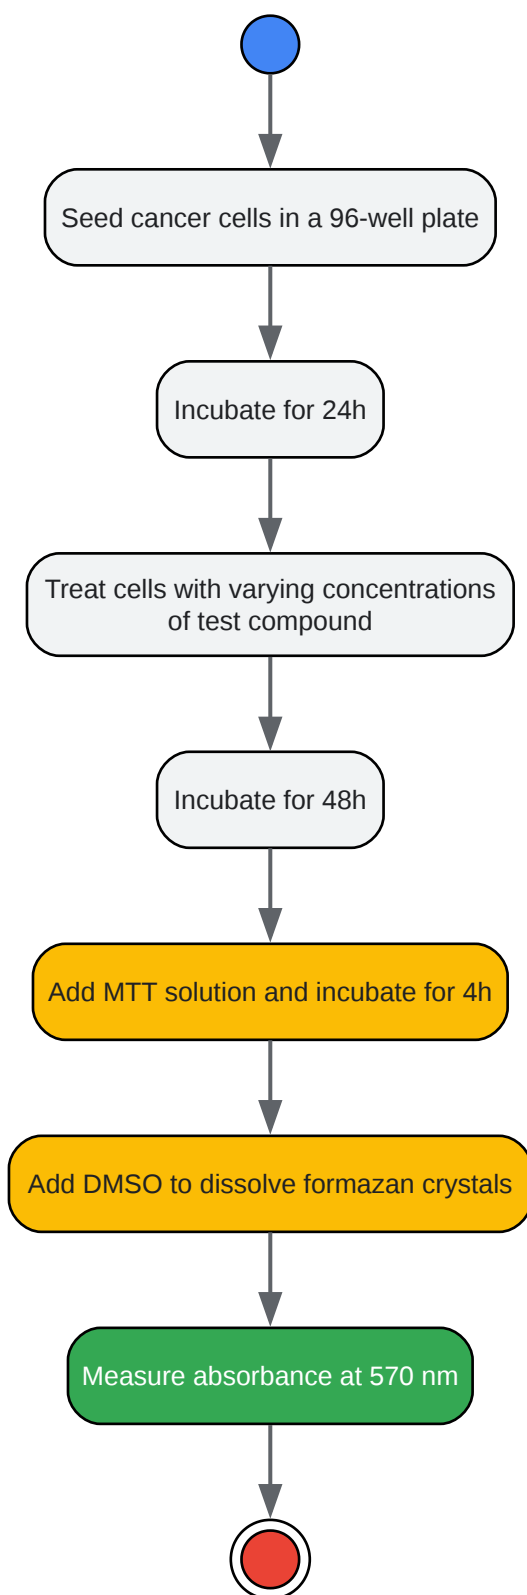 Seed cancer cells in a 96-well plate
Incubate for 24h
Treat cells with varying concentrations
of test compound
Incubate for 48h
Add MTT solution and incubate for 4h
Add DMSO to dissolve formazan crystals
Measure absorbance at 570 nm